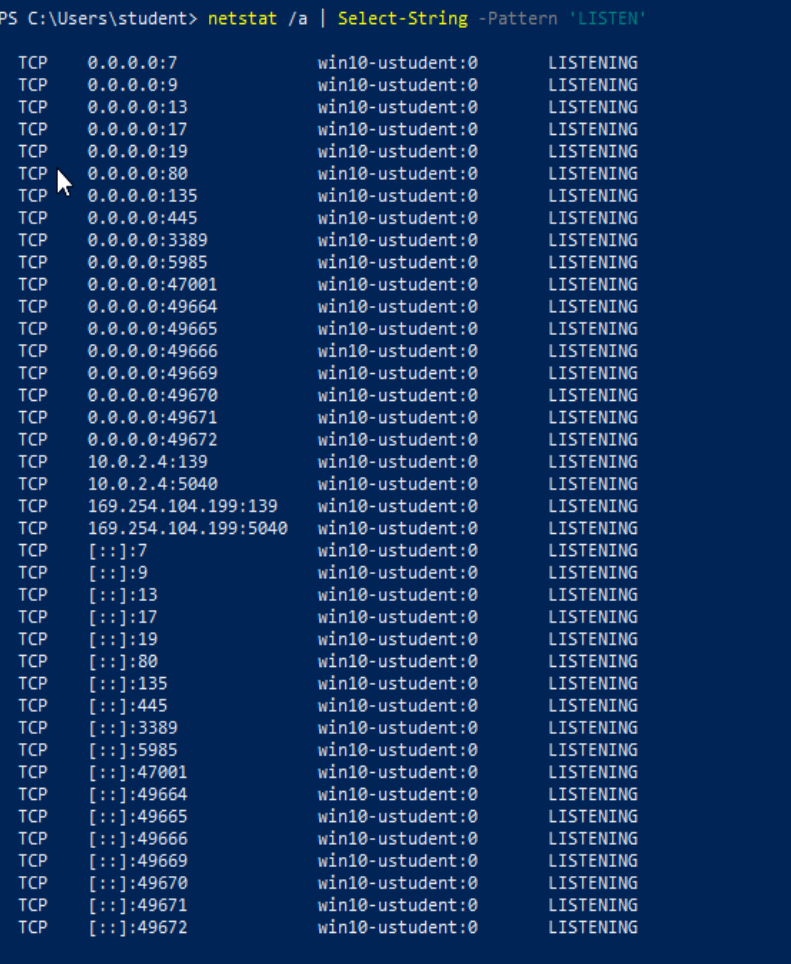 PS C:\Users\student> netstat /a | Select-String -Pattern 'LISTEN'
TCP 0.0.0.0:7 win10-ustudent:0 LISTENING
TCP 0.0.0.0:9 win10-ustudent:0 LISTENING
TCP 0.0.0.0:13 win10-ustudent:0 LISTENING
TCP 0.0.0.0:17 win10-ustudent:0 LISTENING
TCP 0.0.0.0:19 win10-ustudent:0 LISTENING
TCP 0.0.0.0:80 win10-ustudent:0 LISTENING
TCP 0.0.0.0:135 win10-ustudent:0 LISTENING
TCP 0.0.0.0:445 win10-ustudent:0 LISTENING
TCP 0.0.0.0:3389 win10-ustudent:0 LISTENING
TCP 0.0.0.0:5985 win10-ustudent:0 LISTENING
TCP 0.0.0.0:47001 win10-ustudent:0 LISTENING
TCP 0.0.0.0:49664 win10-ustudent:0 LISTENING
TCP 0.0.0.0:49665 win10-ustudent:0 LISTENING
TCP 0.0.0.0:49666 win10-ustudent:0 LISTENING
TCP 0.0.0.0:49669 win10-ustudent:0 LISTENING
TCP 0.0.0.0:49670 win10-ustudent:0 LISTENING
TCP 0.0.0.0:49671 win10-ustudent:0 LISTENING
TCP 0.0.0.0:49672 win10-ustudent:0 LISTENING
TCP 10.0.2.4:139 win10-ustudent:0 LISTENING
TCP 10.0.2.4:5040 win10-ustudent:0 LISTENING
TCP 169.254.104.199:139 win10-ustudent:0 LISTENING
TCP 169.254.104.199:5040 win10-ustudent:0 LISTENING
TCP [::]:7 win10-ustudent:0 LISTENING
TCP [::]:9 win10-ustudent:0 LISTENING
TCP [::]:13 win10-ustudent:0 LISTENING
TCP [::]:17 win10-ustudent:0 LISTENING
TCP [::]:19 win10-ustudent:0 LISTENING
TCP [::]:80 win10-ustudent:0 LISTENING
TCP [::]:135 win10-ustudent:0 LISTENING
TCP [::]:445 win10-ustudent:0 LISTENING
TCP [::]:3389 win10-ustudent:0 LISTENING
TCP [::]:5985 win10-ustudent:0 LISTENING
TCP [::]:47001 win10-ustudent:0 LISTENING
TCP [::]:49664 win10-ustudent:0 LISTENING
TCP [::]:49665 win10-ustudent:0 LISTENING
TCP [::]:49666 win10-ustudent:0 LISTENING
TCP [::]:49669 win10-ustudent:0 LISTENING
TCP [::]:49670 win10-ustudent:0 LISTENING
TCP [::]:49671 win10-ustudent:0 LISTENING
TCP [::]:49672 win10-ustudent:0 LISTENING